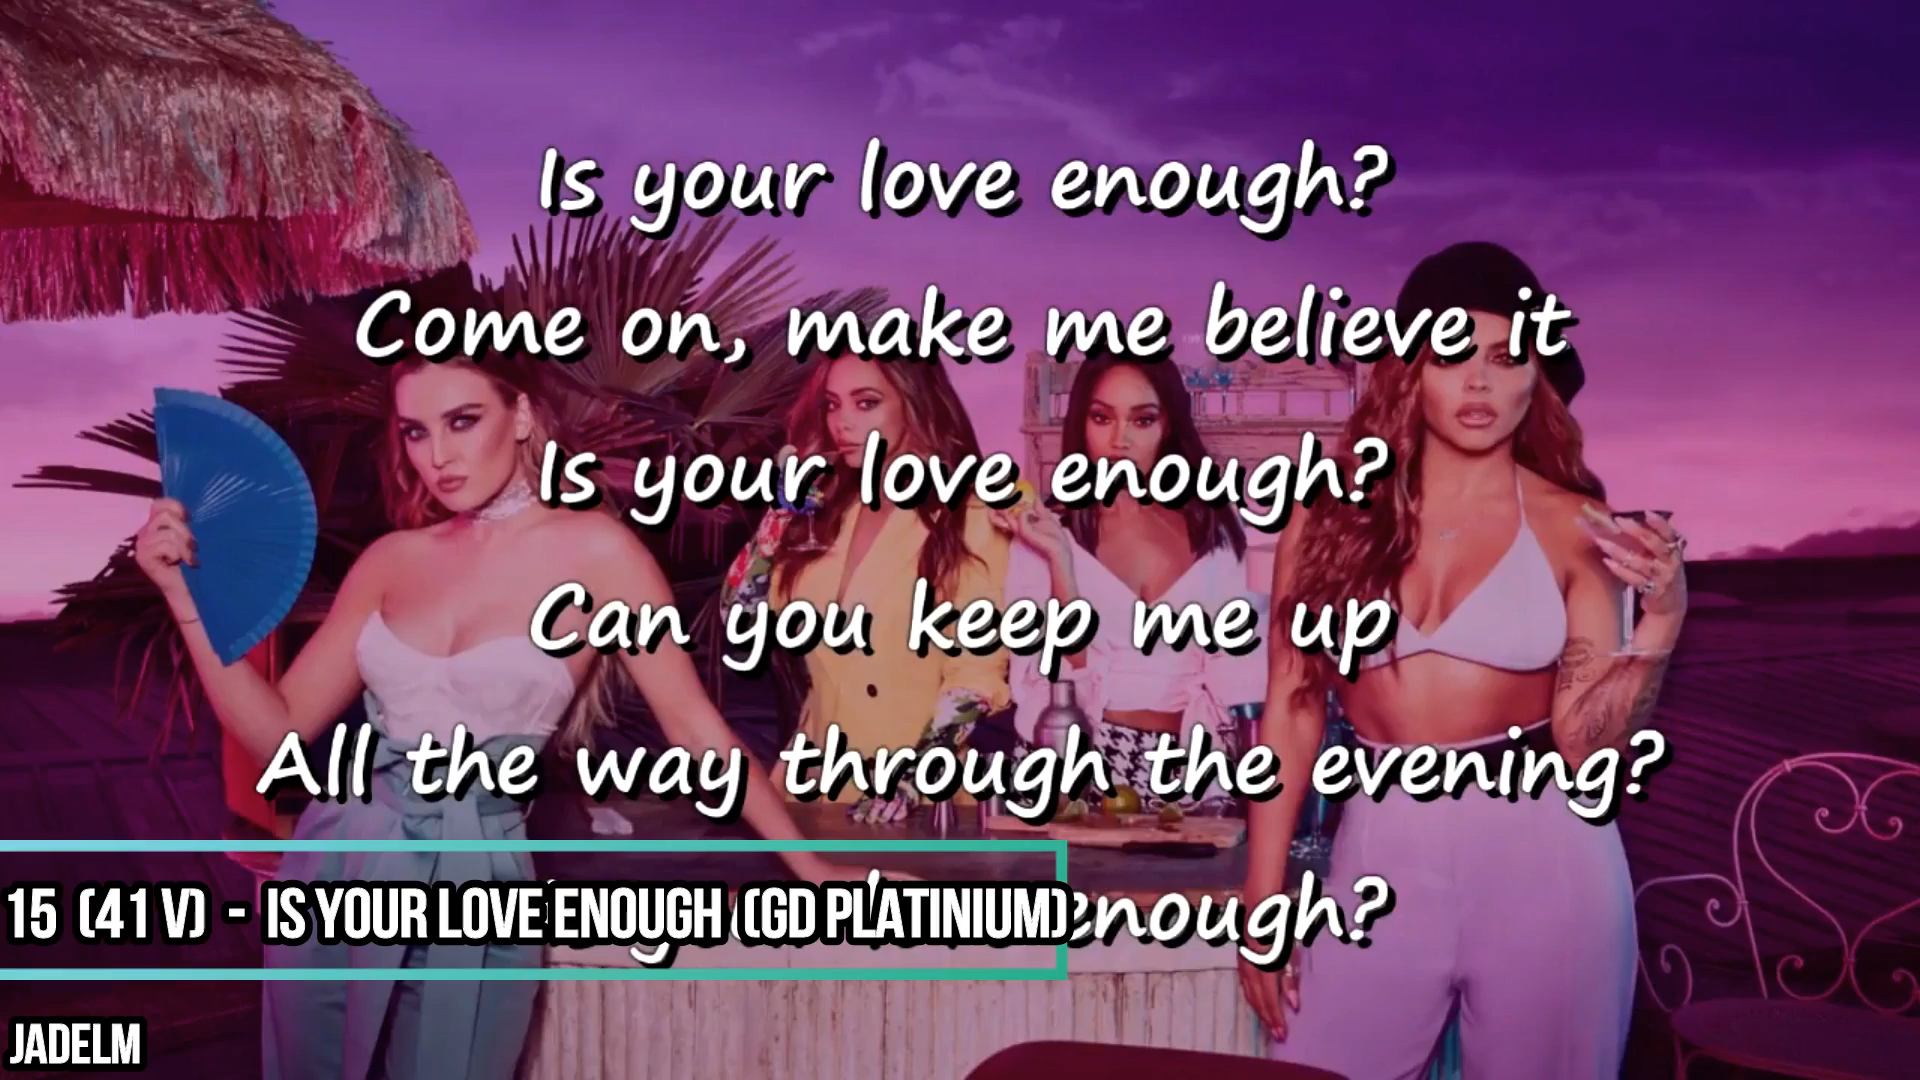 Is your love enough?
Come on, make me believe it
Is your love enough?
Can you keep me up
All the way through the evening?
enough?
15 (41 V) - IS YOUR LOVE ENOUGH (GD PLATINIUM)
JADELM